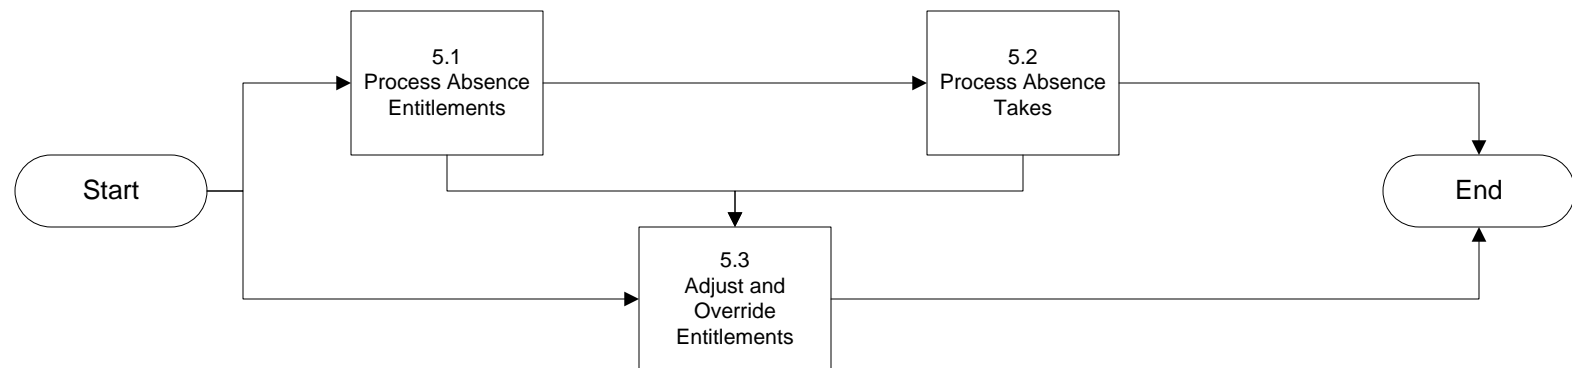 5.1
Process Absence
Entitlements
5.2
Process Absence
Takes
Start
End
5.3
Adjust and
Override
Entitlements